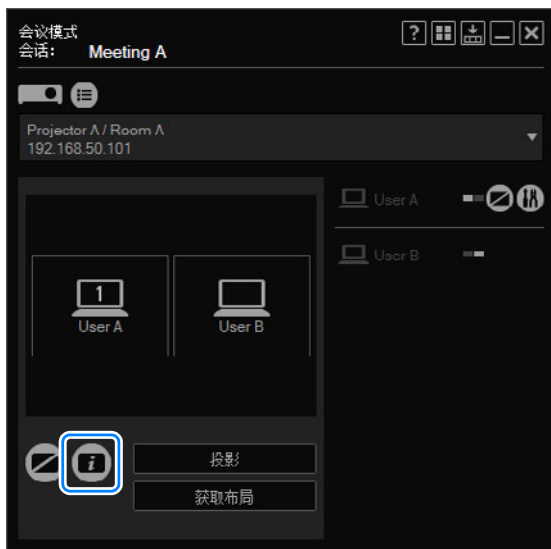 会议模式
会话: Meeting A
?
Projector A / Room A
192.168.50.101
User A
User B
1
User A
User B
i
投影
获取布局